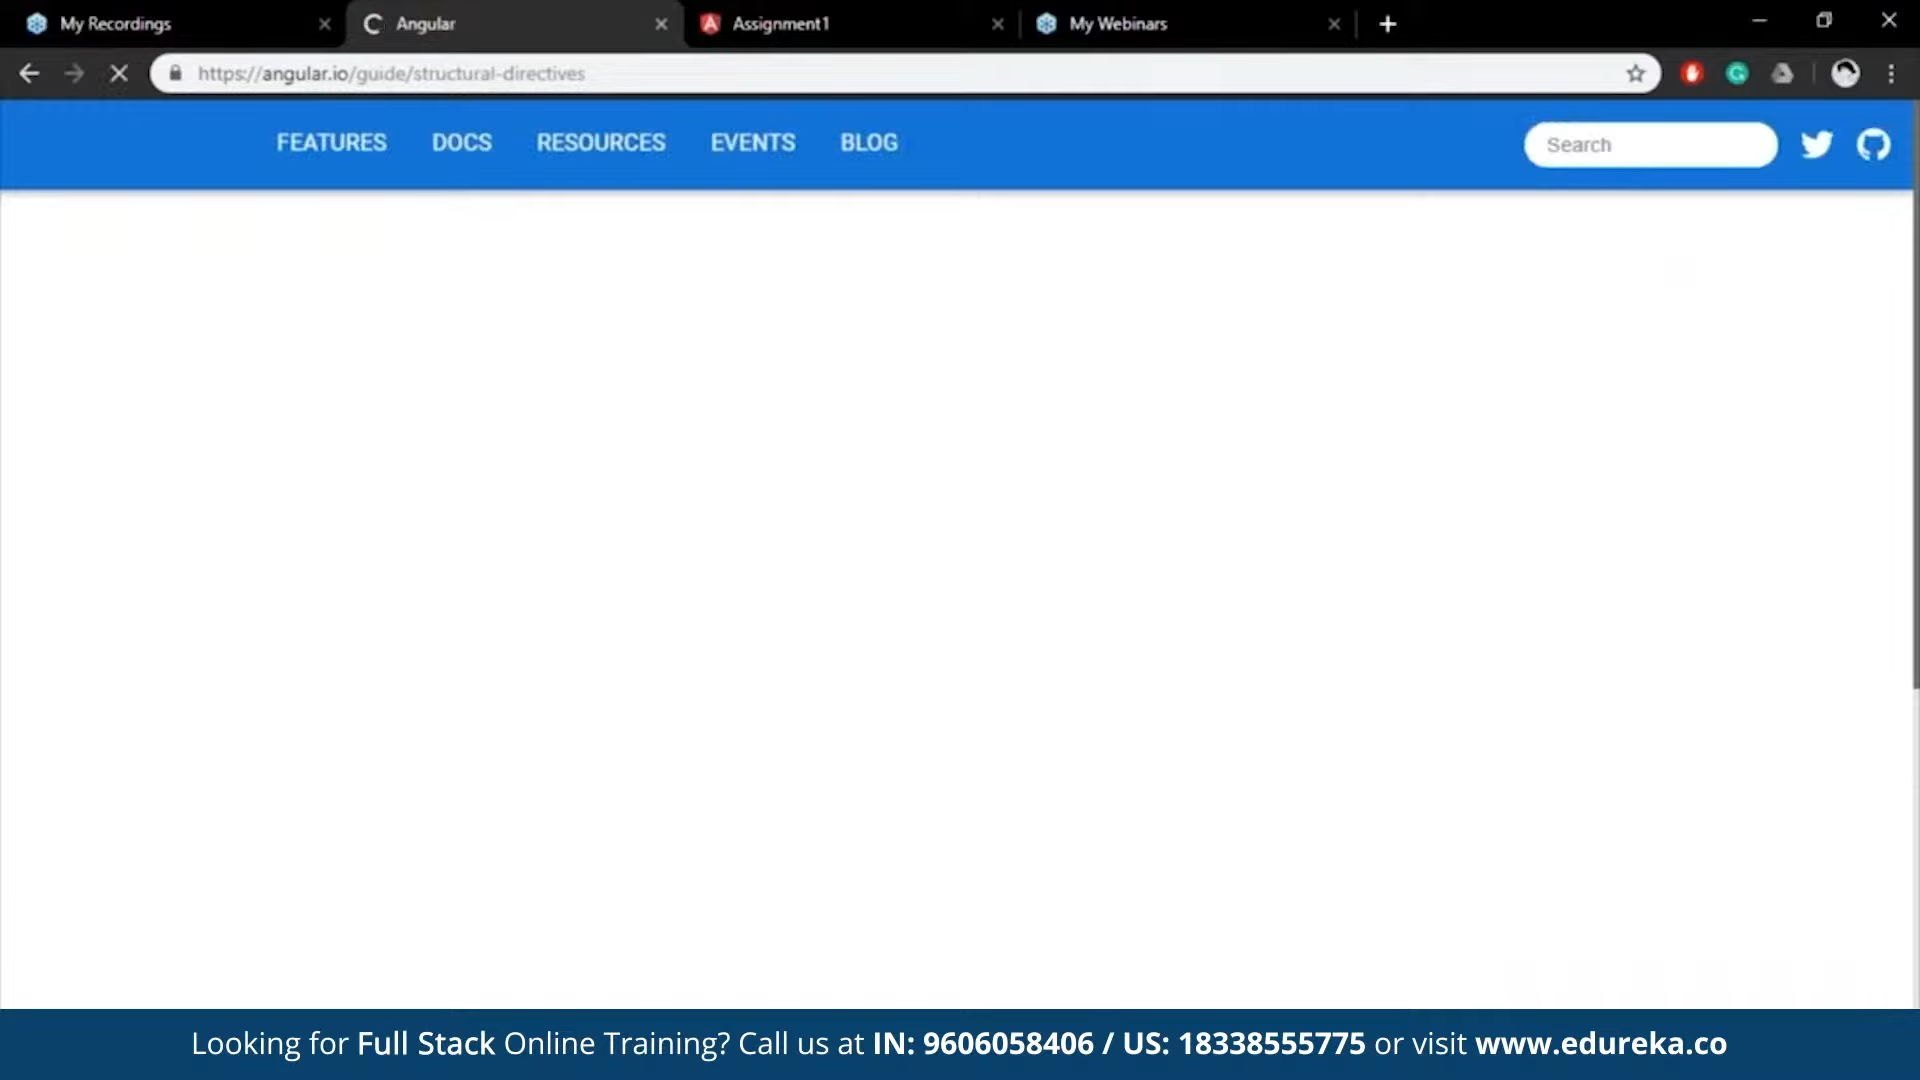 My Recordings
Angular
Assignment1
My Webinars
https://angular.io/guide/structural-directives
FEATURES DOCS RESOURCES EVENTS BLOG
Search
Looking for Full Stack Online Training? Call us at IN: 9606058406 / US: 18338555775 or visit www.edureka.co